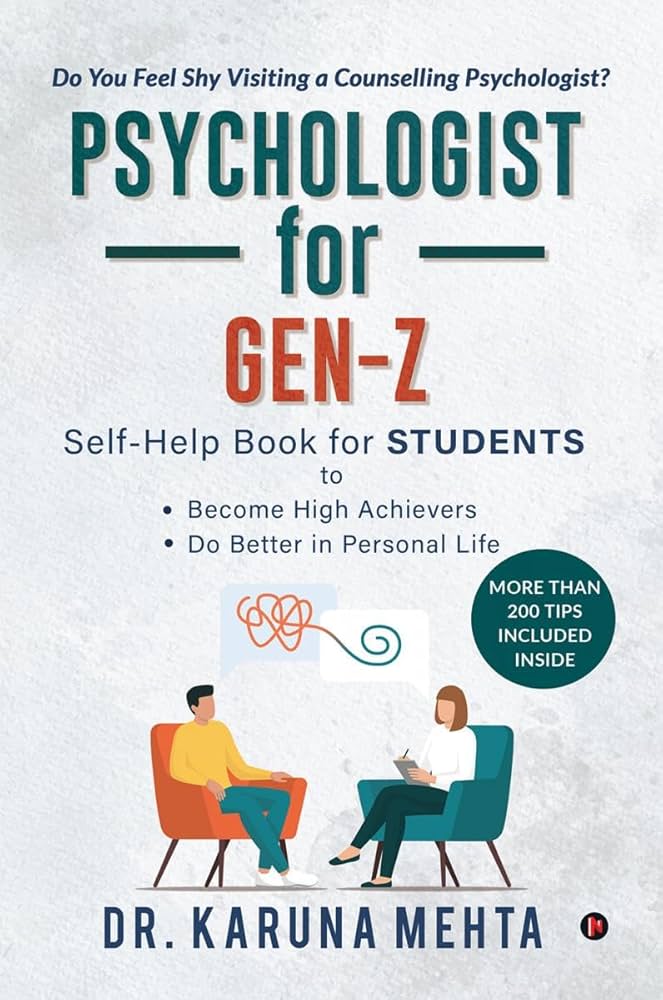 Do You Feel Shy Visiting a Counselling Psychologist?
PSYCHOLOGIST
for
GEN-Z
Self-Help Book for STUDENTS
to
• Become High Achievers
• Do Better in Personal Life
MORE THAN
200 TIPS
INCLUDED
INSIDE
DR. KARUNA MEHTA